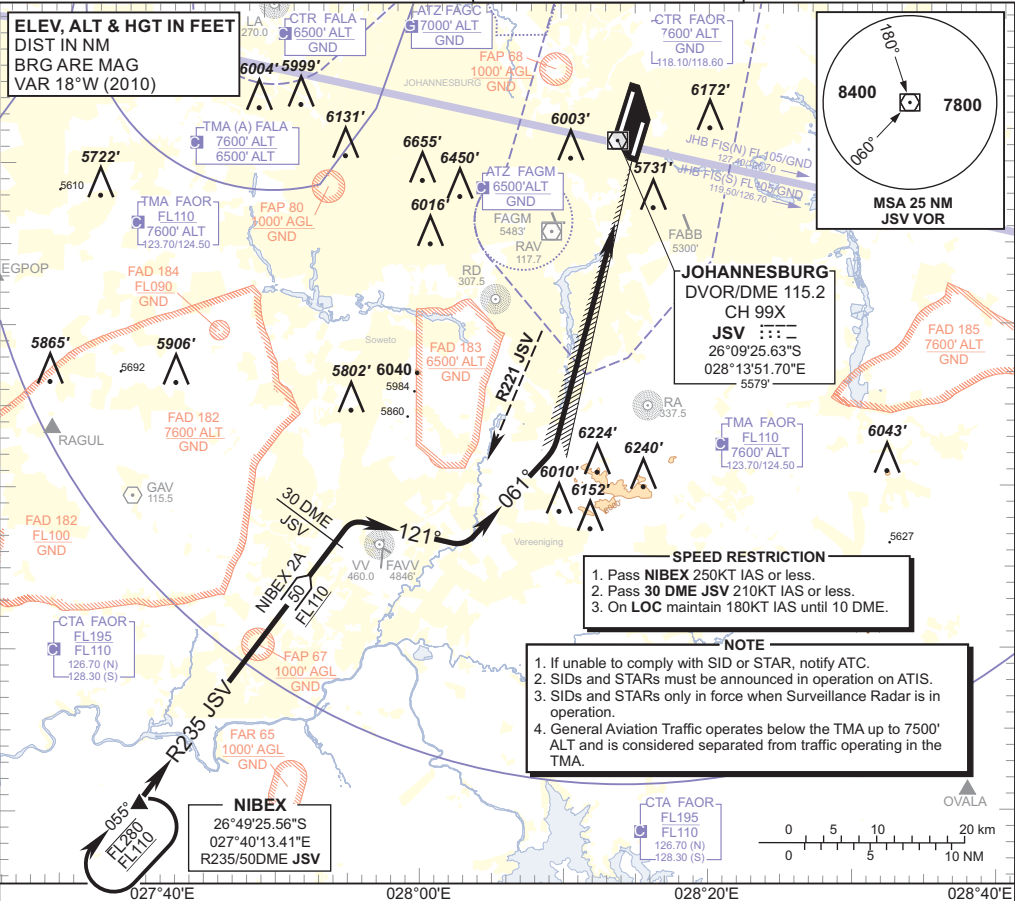 ELEV, ALT & HGT IN FEET
DIST IN NM
BRG ARE MAG
VAR 18°W (2010)
LA
270.0
CTR FALA
C 6500' ALT
GND
ATZ FAGC
G 7000' ALT
GND
FAP 68
1000' AGL
GND
JOHANNESBURG
CTR FAOR
C 7600' ALT
GND
118.10/118.60
180°
060°
8400
7800
MSA 25 NM
JSV VOR
6004'
5999'
6131'
6003'
6172'
TMA (A) FALA
C 7600' ALT
6500' ALT
6655'
6450'
6016'
5731'
JHB FIS(N) FL105/GND
JHB FIS(S) FL105/GND
119.50/126.70
5722'
5610
TMA FAOR
C FL110
7600' ALT
123.70/124.50
FAP 80
1000' AGL
GND
ATZ FAGM
C 6500'ALT
GND
FAGM
5483'
RAV
117.7
FABB
5300'
EGPOP
FAD 184
FL090
GND
RD
307.5
JOHANNESBURG
DVOR/DME 115.2
CH 99X
JSV
26°09'25.63"S
028°13'51.70"E
5579'
5865'
5692
5906'
Soweto
5802'
6040
5984
5860
FAD 183
6500' ALT
GND
R221 JSV
FAD 185
7600' ALT
GND
RA
337.5
RAGUL
FAD 182
7600' ALT
GND
TMA FAOR
C FL110
7600' ALT
123.70/124.50
6043'
6224'
6240'
6010'
6152'
GAV
115.5
FAD 182
FL100
GND
30 DME
JSV
121°
061°
Vereeniging
5627
VV
460.0
FAVV
4846'
NIBEX 2A
50
FL110
SPEED RESTRICTION
1. Pass NIBEX 250KT IAS or less.
2. Pass 30 DME JSV 210KT IAS or less.
3. On LOC maintain 180KT IAS until 10 DME.
CTA FAOR
C FL195
FL110
126.70 (N)
128.30 (S)
FAP 67
1000' AGL
GND
R235 JSV
NOTE
1. If unable to comply with SID or STAR, notify ATC.
2. SIDs and STARs must be announced in operation on ATIS.
3. SIDs and STARs only in force when Surveillance Radar is in
operation.
4. General Aviation Traffic operates below the TMA up to 7500'
ALT and is considered separated from traffic operating in the
TMA.
FAR 65
1000' AGL
GND
055°
FL280
FL110
NIBEX
26°49'25.56"S
027°40'13.41"E
R235/50DME JSV
OVALA
CTA FAOR
C FL195
FL110
126.70 (N)
128.30 (S)
0 5 10 20 km
0 5 10 NM
027°40'E
028°00'E
028°20'E
028°40'E